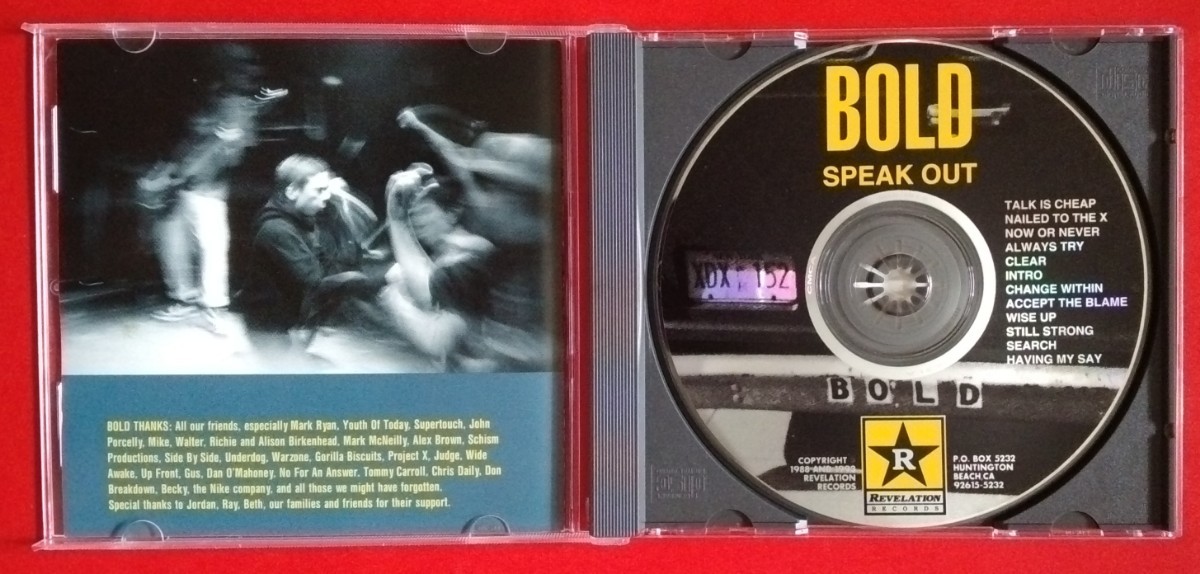 BOLD THANKS: All our friends, especially Mark Ryan, Youth Of Today, Supertouch, John
Porcelly, Mike, Walter, Richie and Alison Birkenhead, Mark McNeilly, Alex Brown, Schism
Productions, Side By Side, Underdog, Warzone, Gorilla Biscuits, Project X, Judge, Wide
Awake, Up Front, Gus, Dan O'Mahoney, No For An Answer, Tommy Carroll, Chris Daily, Don
Breakdown, Becky, the Nike company, and all those we might have forgotten.
Special thanks to Jordan, Ray, Beth, our families and friends for their support.
BOLD
SPEAK OUT
TALK IS CHEAP
NAILED TO THE X
NOW OR NEVER
ALWAYS TRY
CLEAR
INTRO
CHANGE WITHIN
ACCEPT THE BLAME
WISE UP
STILL STRONG
SEARCH
HAVING MY SAY
XDX 152
BOLD
COPYRIGHT
1988 AND
REVELATION
RECORDS
R
REVELATION
RECORDS
P.O. BOX 5232
HUNTINGTON
BEACH, CA
92615-5232